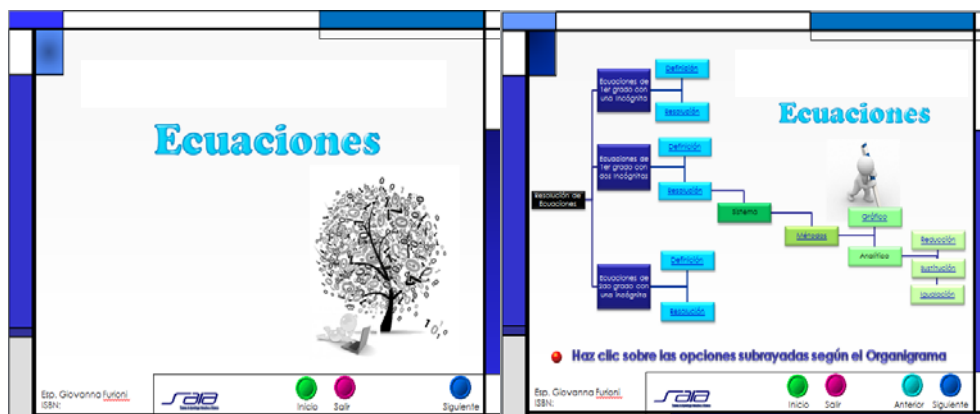 Ecuaciones
Esp. Giovanna Furioni
ISBN:
saia
Inicio
Salir
Siguiente
Ecuaciones
Resolución de
Ecuaciones
Ecuaciones de
1er grado con
una incógnita
Definición
Resolución
Ecuaciones de
1er grado con
dos incógnitas
Definición
Resolución
Sistema
Métodos
Gráfico
Analítico
Reducción
Sustitución
Igualación
Ecuaciones de
2do grado con
una incógnita
Definición
Resolución
Haz clic sobre las opciones subrayadas según el Organigrama
Esp. Giovanna Furioni
ISBN:
saia
Inicio
Salir
Anterior
Siguiente